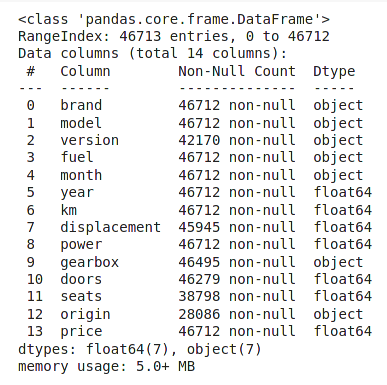 <class 'pandas.core.frame.DataFrame'>
RangeIndex: 46713 entries, 0 to 46712
Data columns (total 14 columns):
 #   Column        Non-Null Count  Dtype
---  ------        --------------  -----
 0   brand         46712 non-null  object
 1   model         46712 non-null  object
 2   version       42170 non-null  object
 3   fuel          46712 non-null  object
 4   month         46712 non-null  object
 5   year          46712 non-null  float64
 6   km            46712 non-null  float64
 7   displacement  45945 non-null  float64
 8   power         46712 non-null  float64
 9   gearbox       46495 non-null  object
 10  doors         46279 non-null  float64
 11  seats         38798 non-null  float64
 12  origin        28086 non-null  object
 13  price         46712 non-null  float64
dtypes: float64(7), object(7)
memory usage: 5.0+ MB